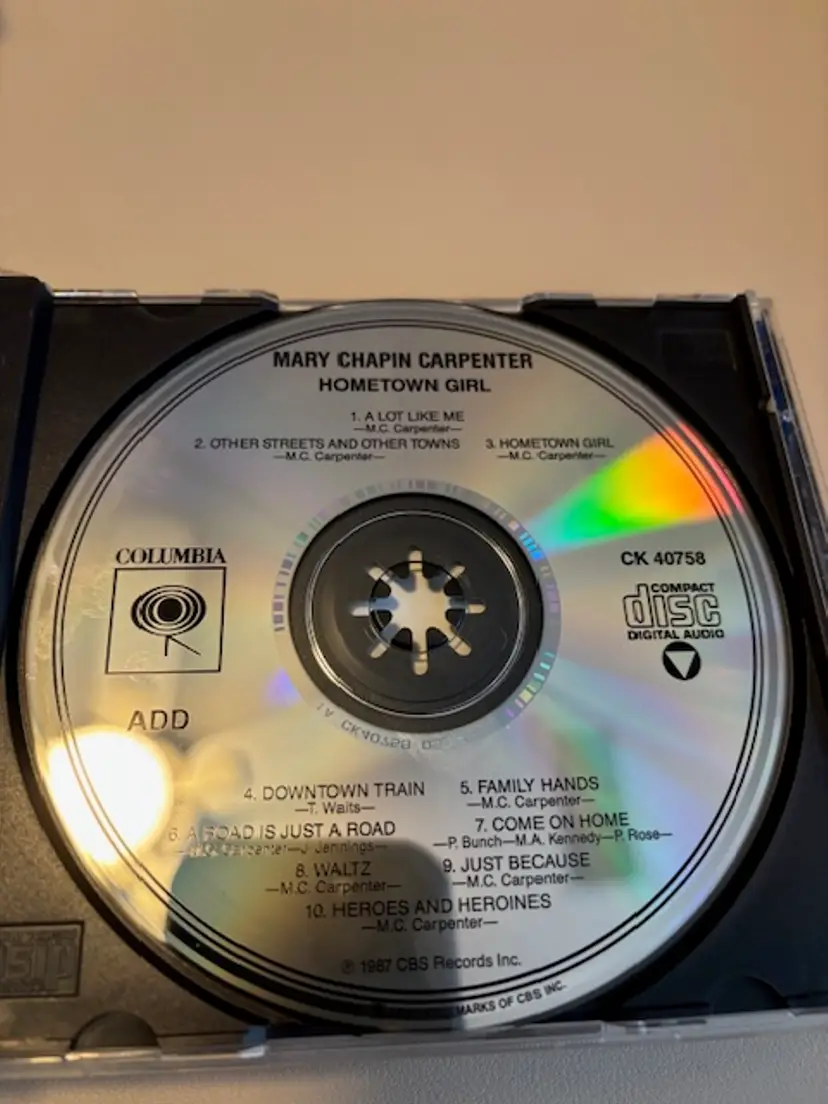 MARY CHAPIN CARPENTER
HOMETOWN GIRL
1. A LOT LIKE ME
—M.C. Carpenter—
2. OTHER STREETS AND OTHER TOWNS 3. HOMETOWN GIRL
—M.C. Carpenter— —M.C. Carpenter—
COLUMBIA
CK 40758
COMPACT
disc
DIGITAL AUDIO
ADD
CK40758
4. DOWNTOWN TRAIN 5. FAMILY HANDS
—T. Waits— —M.C. Carpenter—
6. A ROAD IS JUST A ROAD 7. COME ON HOME
—M.C. Carpenter—J. Jennings— —P. Bunch—M.A. Kennedy—P. Rose—
8. WALTZ 9. JUST BECAUSE
—M.C. Carpenter— —M.C. Carpenter—
10. HEROES AND HEROINES
—M.C. Carpenter—
℗ 1987 CBS Records Inc.
MARKS OF CBS INC.